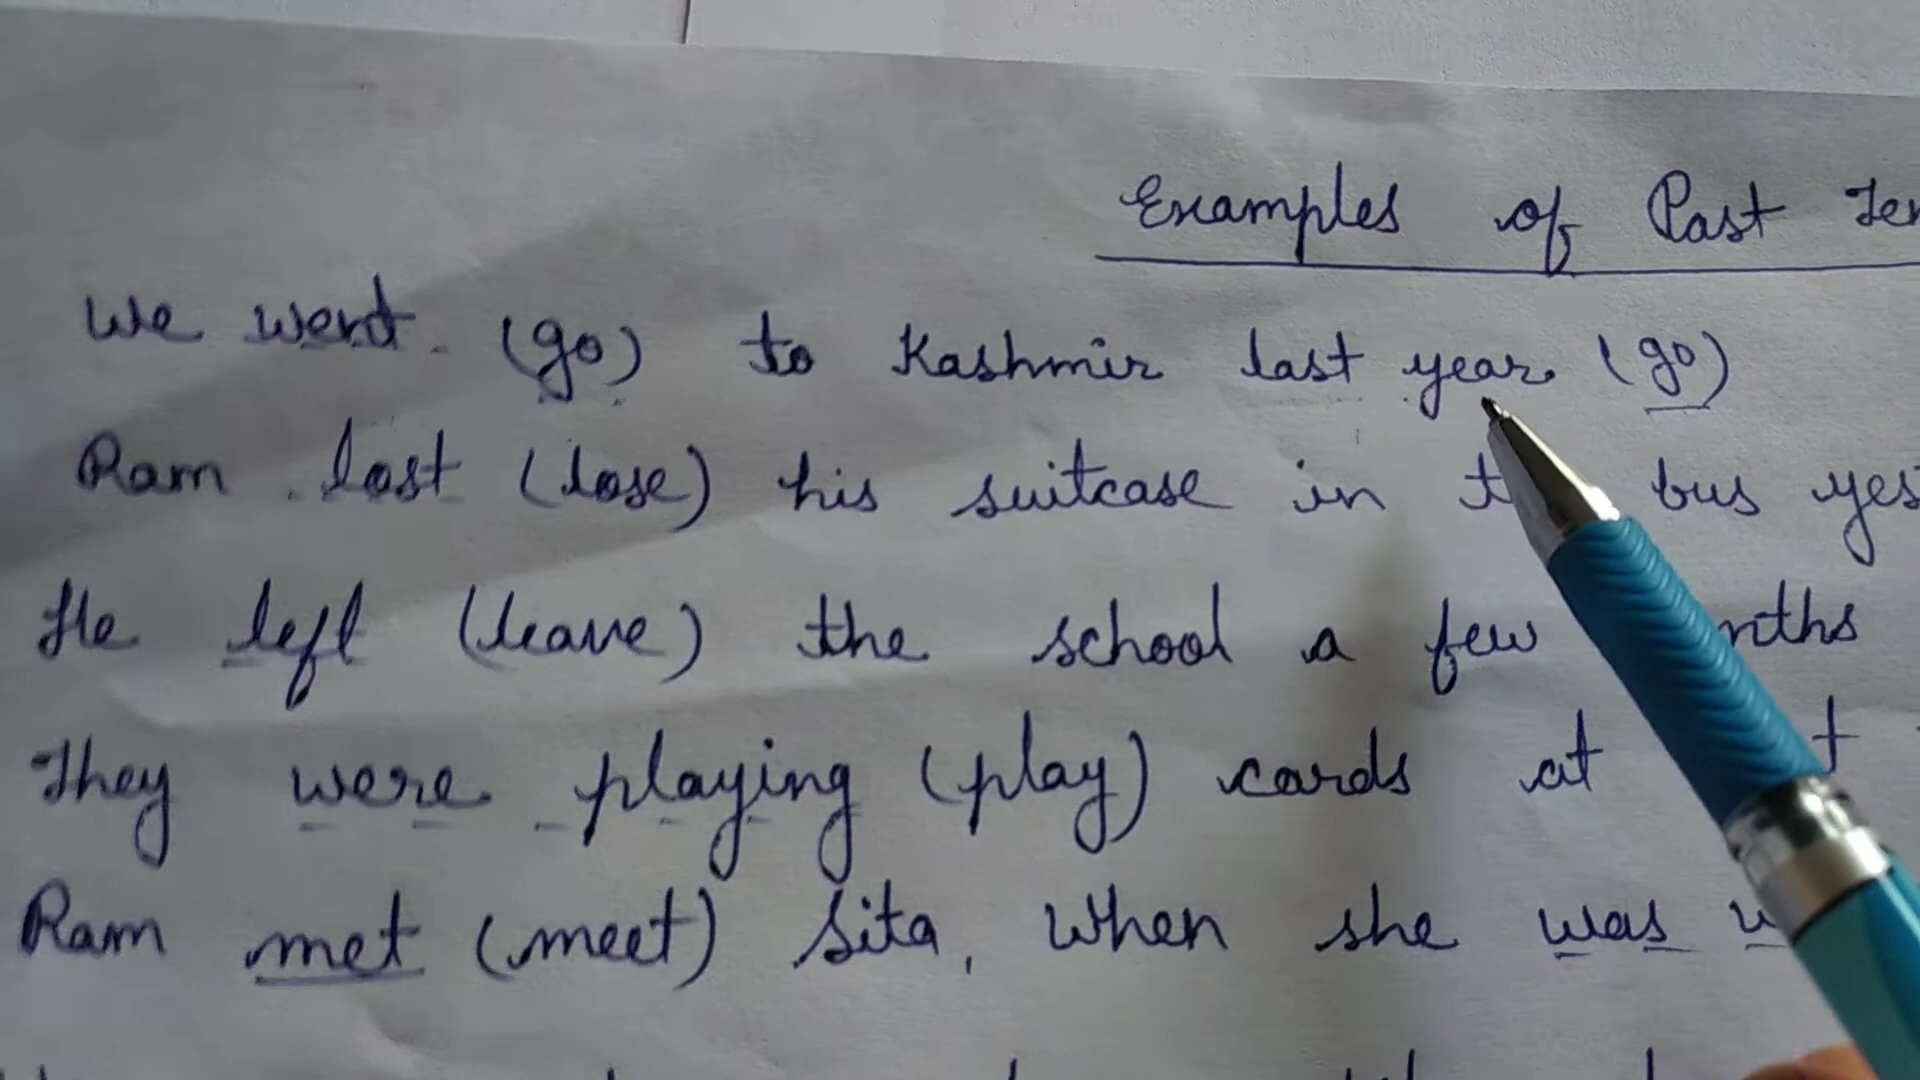 Examples of Past
We went (go) to Kashmir last year (go)
Ram lost (lose) his suitcase in bus
He left (leave) the school a few
They were playing (play) cards at
Ram met (meet) Sita, when she was